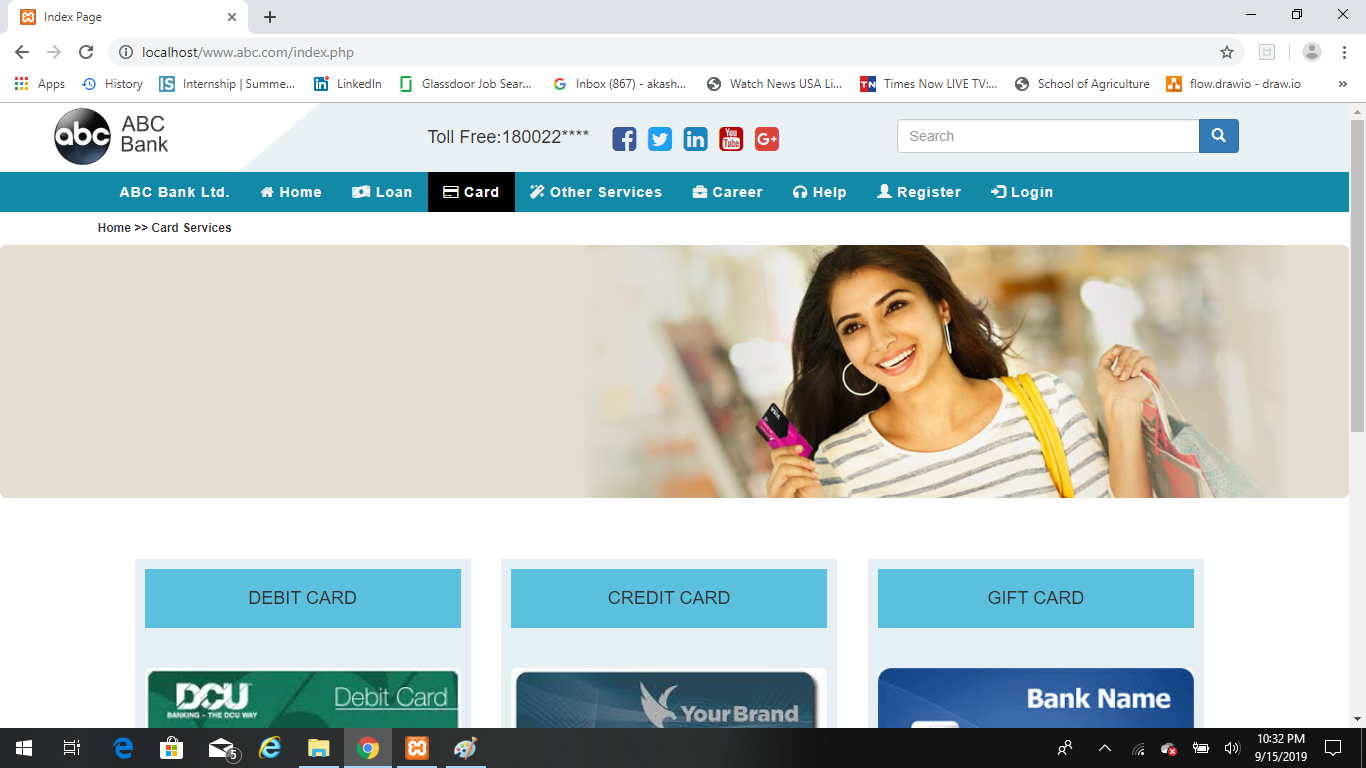 Index Page
localhost/www.abc.com/index.php
Apps History Internship | Summe... LinkedIn Glassdoor Job Sear... Inbox (867) - akash... Watch News USA Li... TN Times Now LIVE TV:... School of Agriculture flow.drawio - draw.io »
abc ABC
Bank
Toll Free:180022**** You Tube G+ Search
ABC Bank Ltd. Home Loan Card Other Services Career Help Register Login
Home >> Card Services
VISA
DEBIT CARD CREDIT CARD GIFT CARD
DCU Debit Card
BANKING – THE DCU WAY
YourBrand
Bank Name
5
10:32 PM
9/15/2019